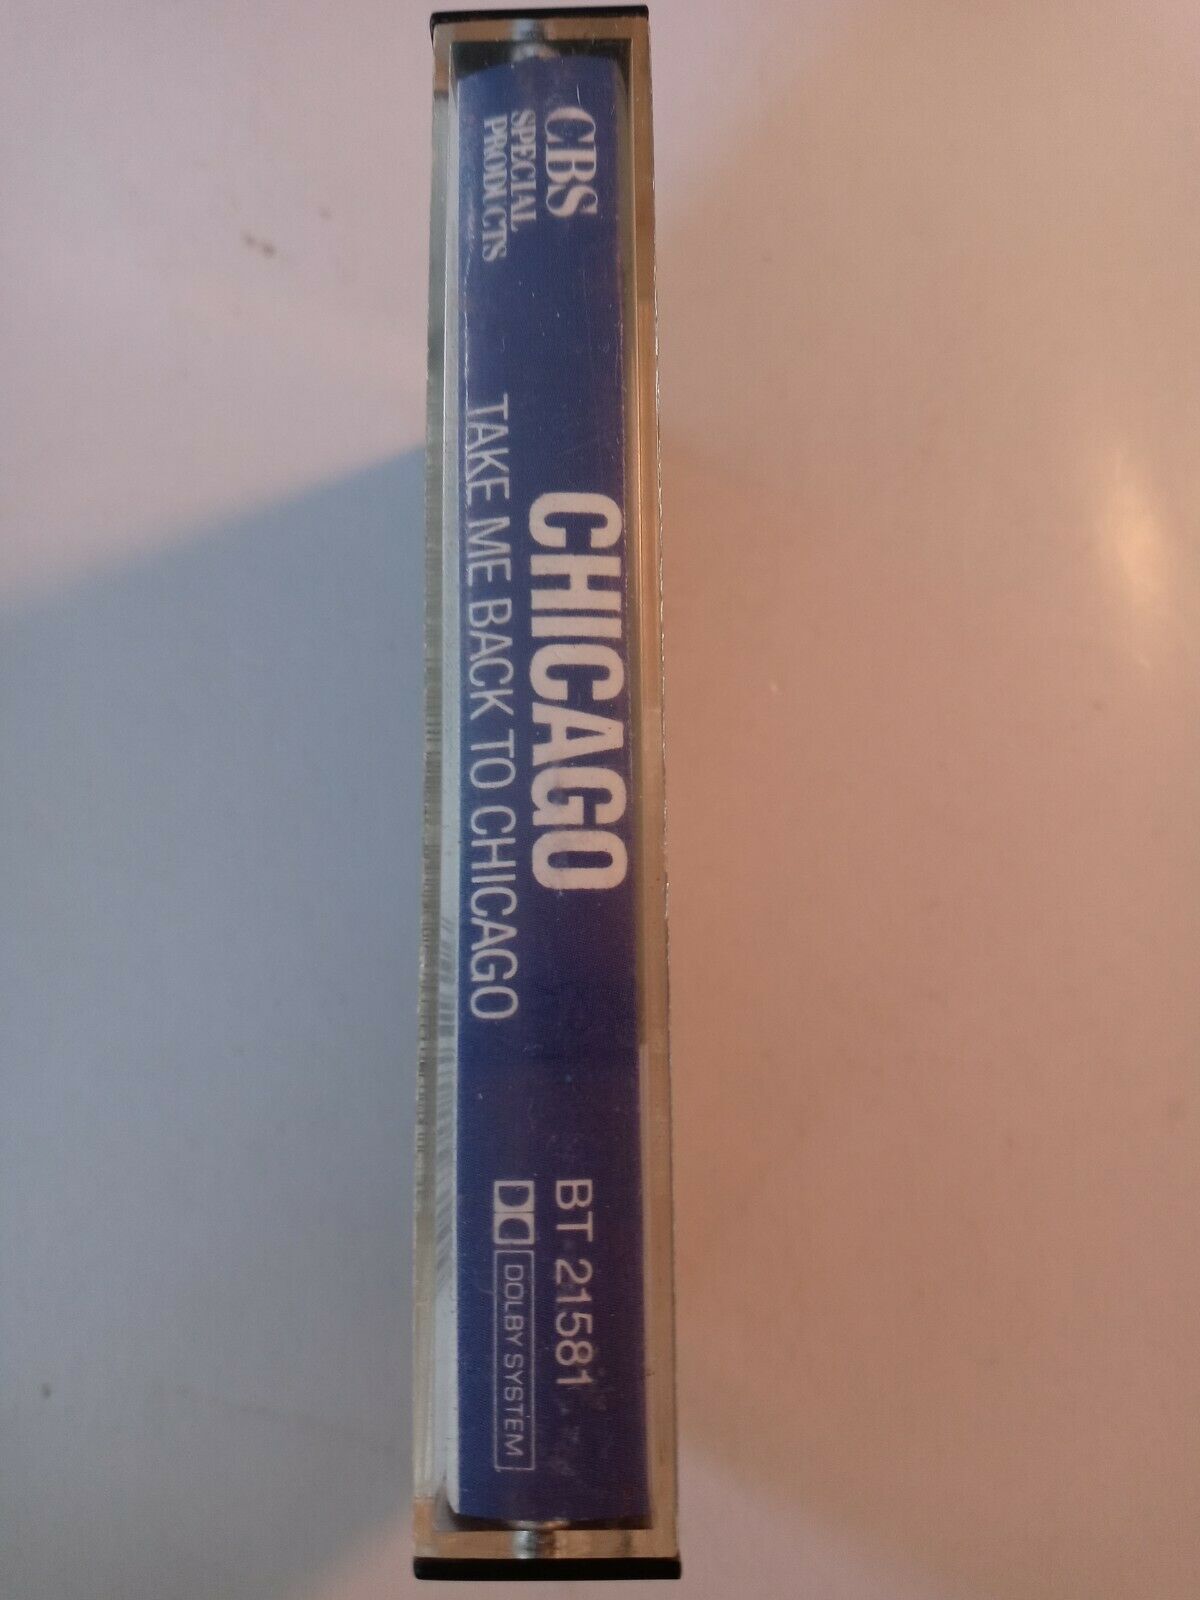 CBS
SPECIAL
PRODUCTS
CHICAGO
TAKE ME BACK TO CHICAGO
BT 21581
DOLBY SYSTEM